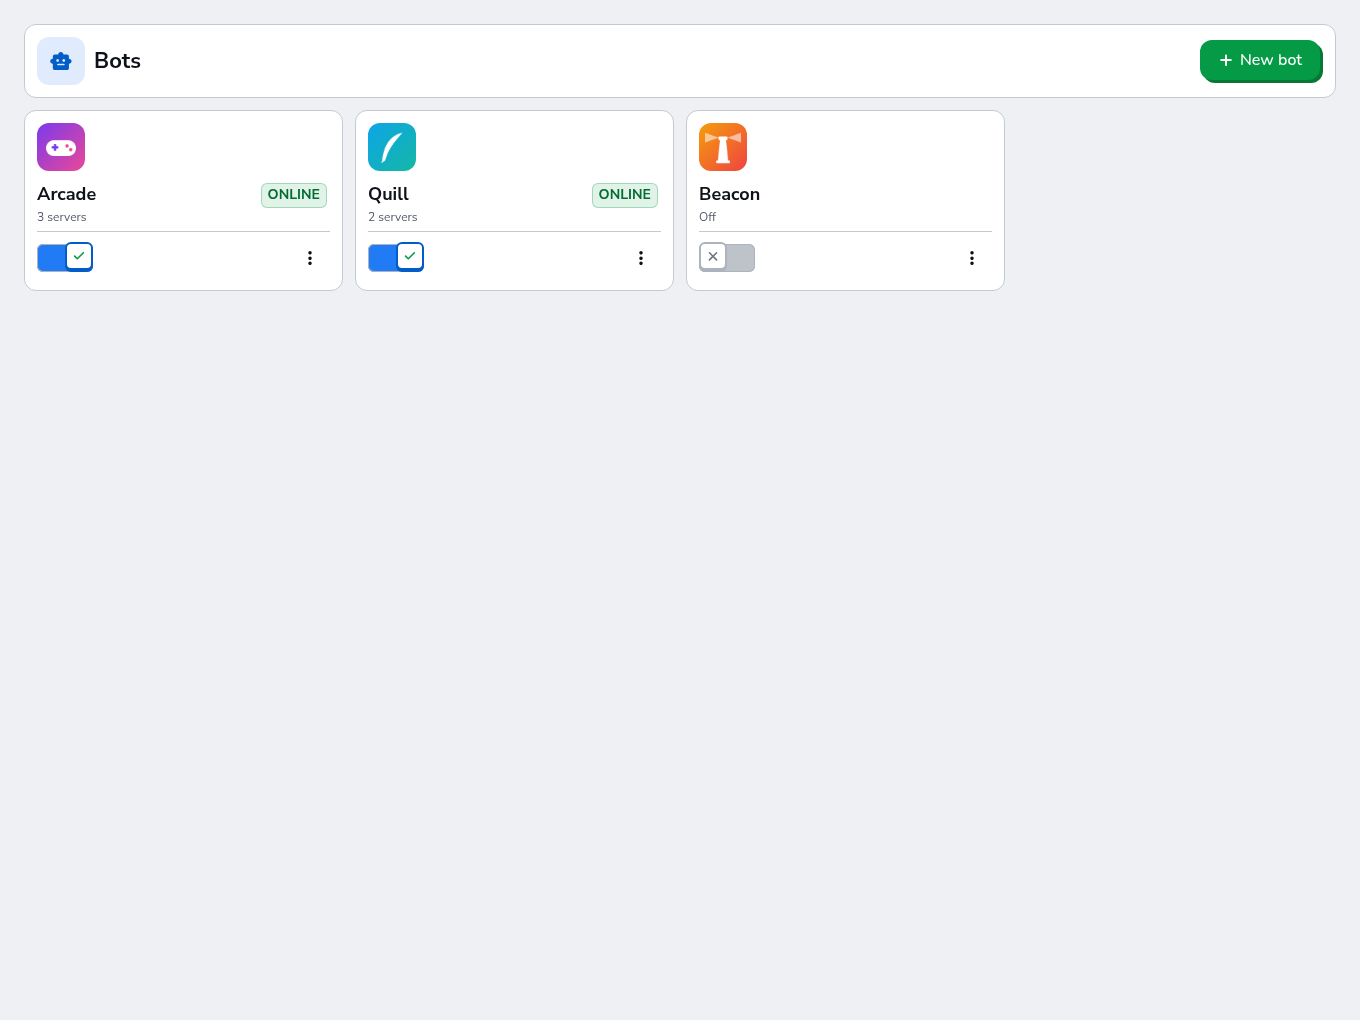 Bots
New bot
Arcade
ONLINE
3 servers
Quill
ONLINE
2 servers
Beacon
Off